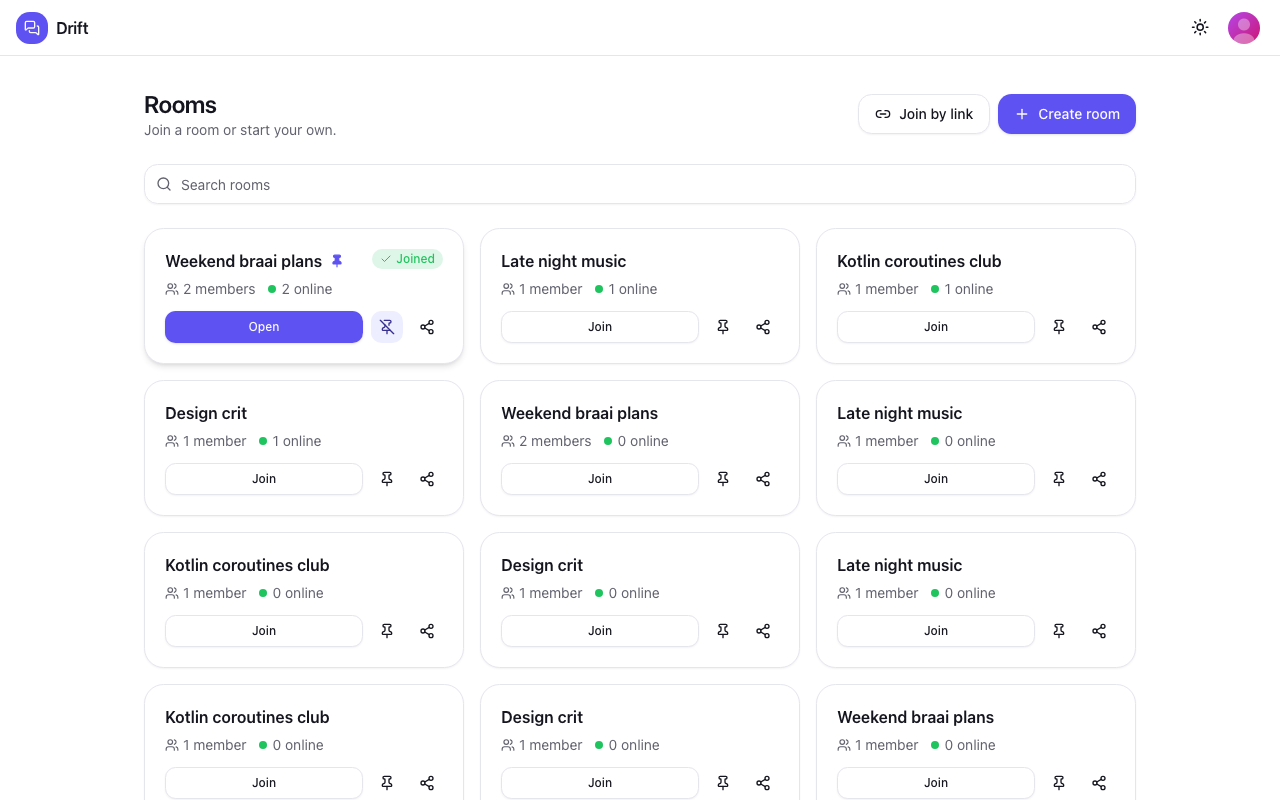 Drift
Rooms
Join a room or start your own.
Join by link
Create room
Search rooms
Weekend braai plans
Joined
2 members 2 online
Open
Late night music
1 member 1 online
Join
Kotlin coroutines club
1 member 1 online
Join
Design crit
1 member 1 online
Join
Weekend braai plans
2 members 0 online
Join
Late night music
1 member 0 online
Join
Kotlin coroutines club
1 member 0 online
Join
Design crit
1 member 0 online
Join
Late night music
1 member 0 online
Join
Kotlin coroutines club
1 member 0 online
Join
Design crit
1 member 0 online
Join
Weekend braai plans
1 member 0 online
Join